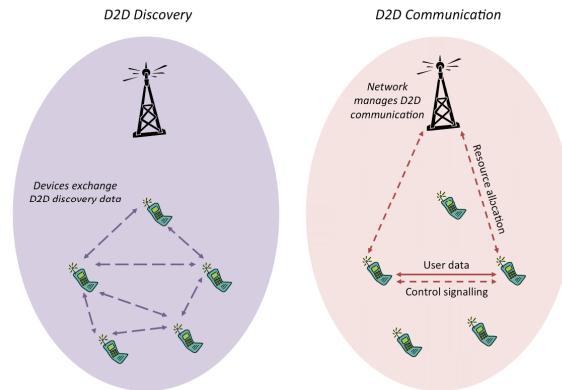 D2D Discovery
Devices exchange
D2D discovery data
D2D Communication
Network
manages D2D
communication
Resource allocation
User data
Control signalling